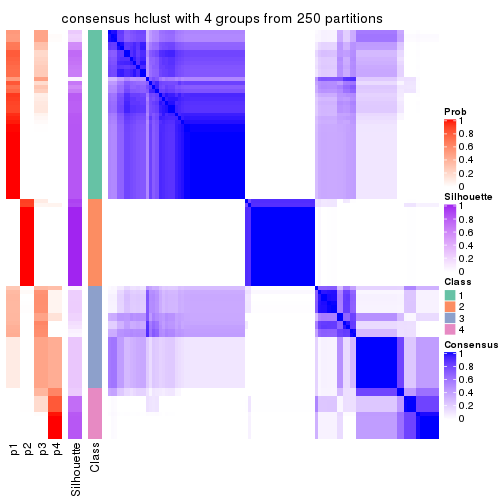 consensus hclust with 4 groups from 250 partitions
Prob
1
0.8
0.6
0.4
0.2
0
Silhouette
1
0.8
0.6
0.4
0.2
0
Class
1
2
3
4
Consensus
1
0.8
0.6
0.4
0.2
0
p1
p2
p3
p4
Silhouette
Class